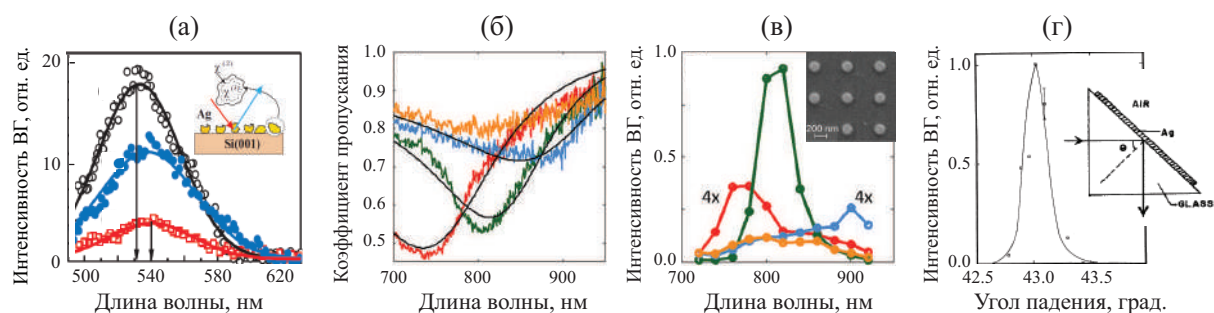 (а)
Интенсивность ВГ, отн. ед.
20
10
0
500
540
580
620
Длина волны, нм
χ(2)
χ(2)
Ag
Si(001)
(б)
Коэффициент пропускания
1.0
0.9
0.8
0.7
0.6
0.5
700
800
900
Длина волны, нм
(в)
Интенсивность ВГ, отн. ед.
1.0
0.5
0.0
720
800
920
Длина волны, нм
4x
4x
200 nm
(г)
Интенсивность ВГ, отн. ед.
1.0
0.5
0
42.5
43.0
43.5
Угол падения, град.
AIR
Ag
GLASS